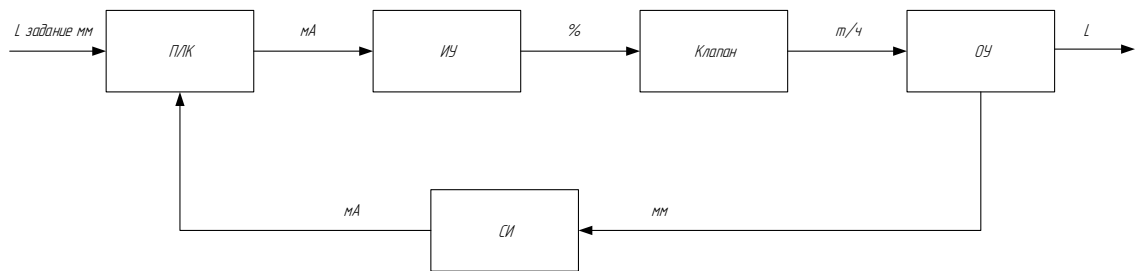 L задание мм
ПЛК
мА
ИУ
%
Клапан
т/ч
ОУ
L
мА
СИ
мм